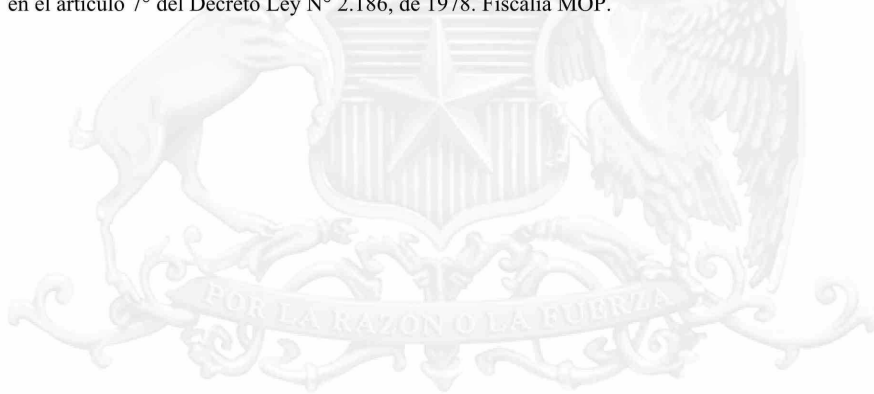 en el artículo 7° del Decreto Ley N° 2.186, de 1978. Fiscalía MOP.
POR LA RAZON O LA FUERZA